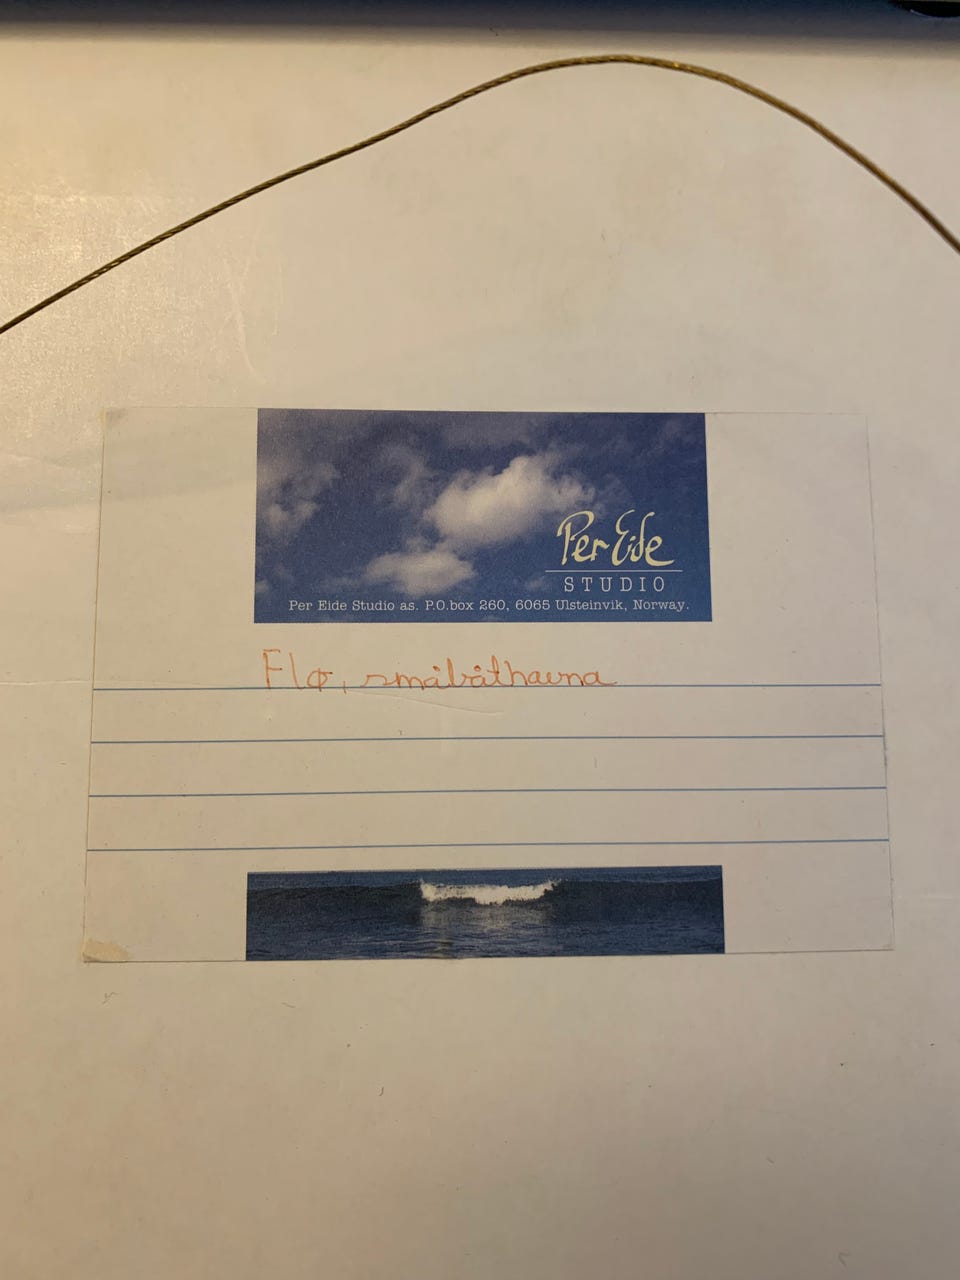 Per Eide
STUDIO
Per Eide Studio as. P.O.box 260, 6065 Ulsteinvik, Norway.
Flø, småbåthavna